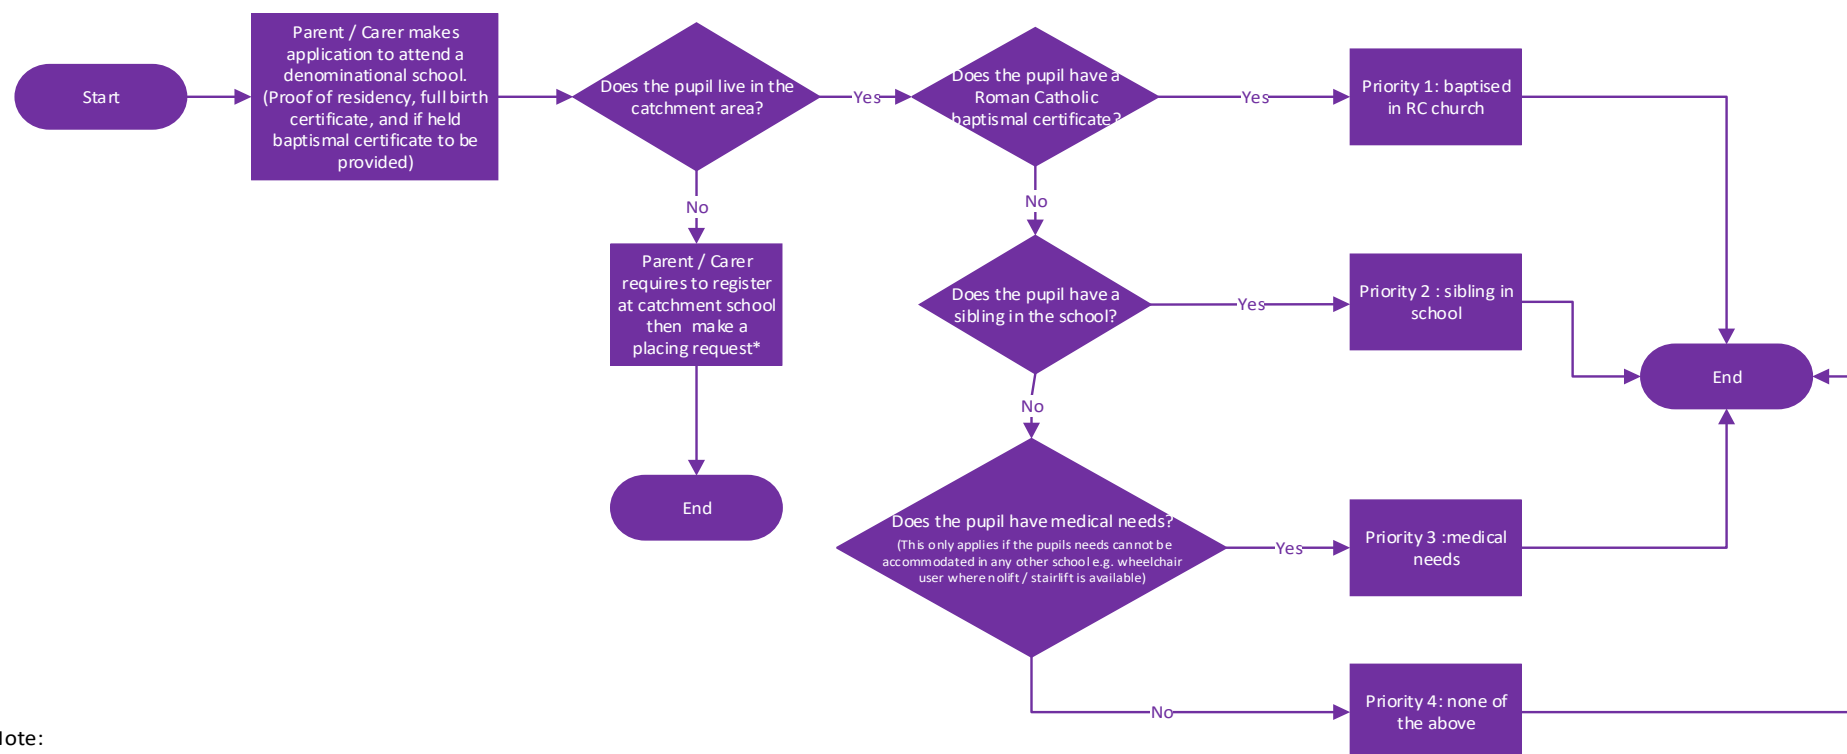 Start
Parent / Carer makes
application to attend a
denominational school.
(Proof of residency, full birth
certificate, and if held
baptismal certificate to be
provided)
Does the pupil live in the
catchment area?
Yes
Does the pupil have a
Roman Catholic
baptismal certificate?
Yes
Priority 1: baptised
in RC church
No
No
Parent / Carer
requires to register
at catchment school
then make a
placing request*
Does the pupil have a
sibling in the school?
Yes
Priority 2 : sibling in
school
End
No
End
Does the pupil have medical needs?
(This only applies if the pupils needs cannot be
accommodated in any other school e.g. wheelchair
user where no lift / stairlift is available)
Yes
Priority 3 :medical
needs
No
Priority 4: none of
the above